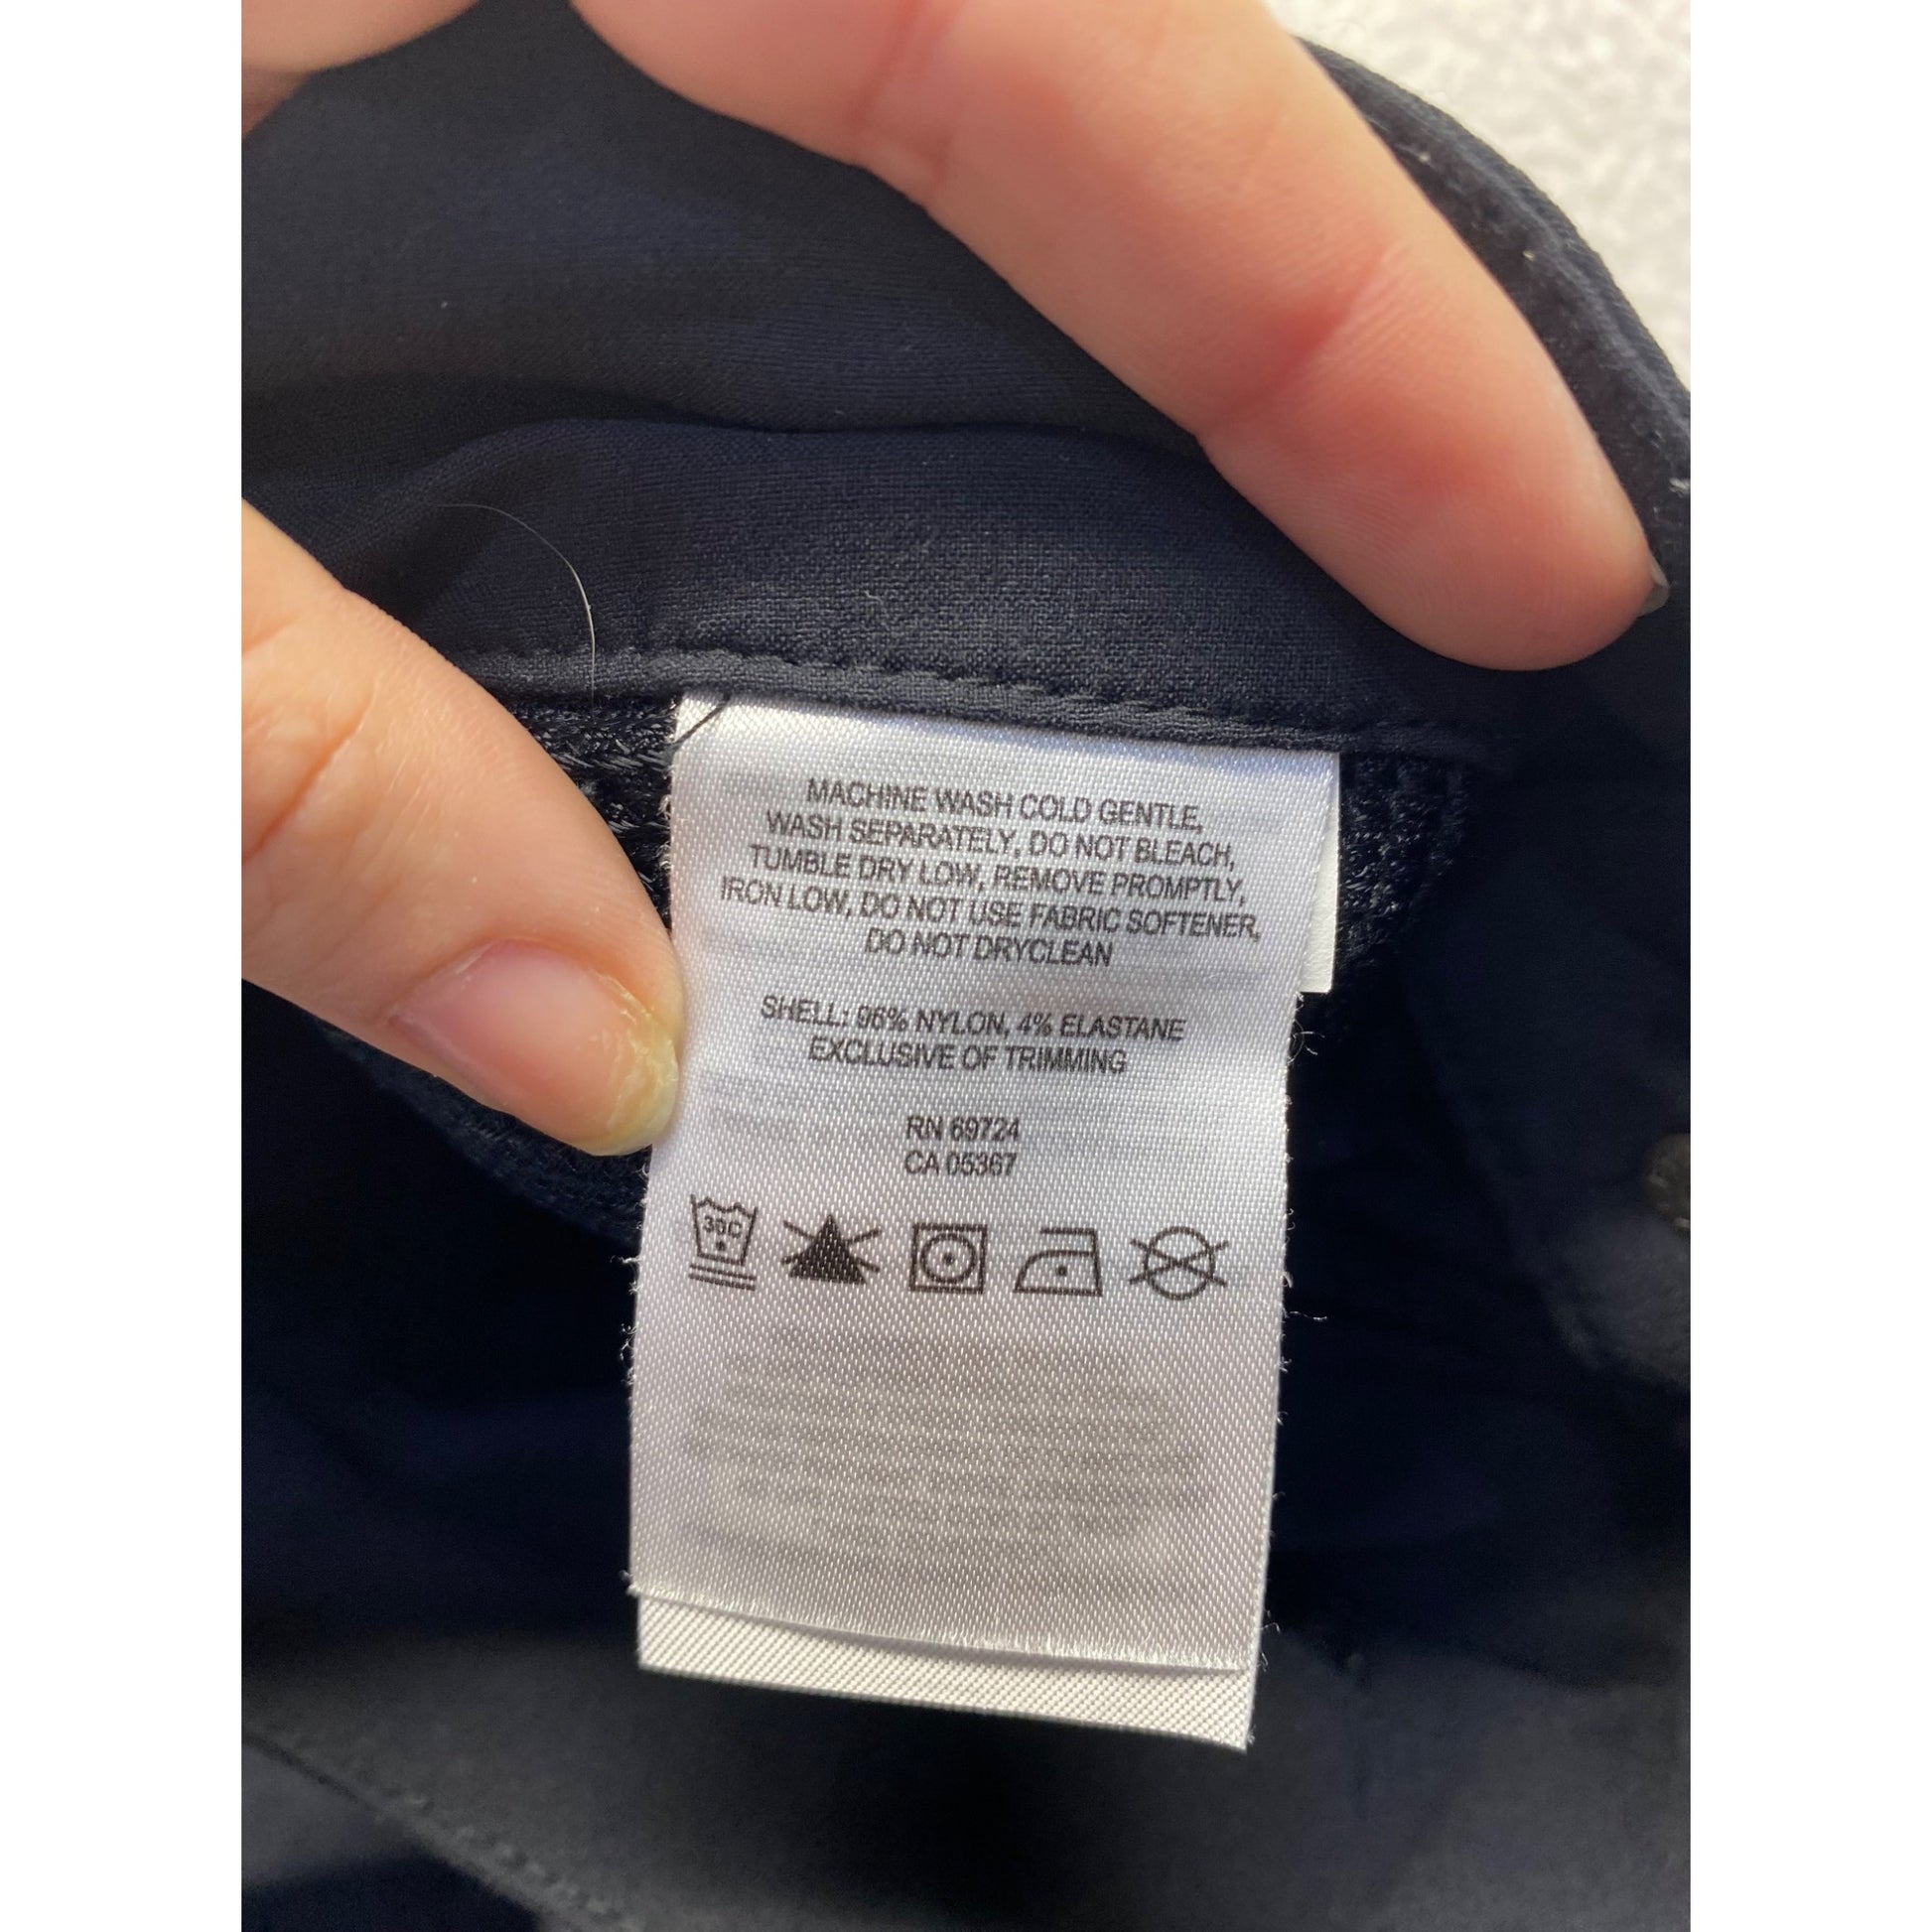 MACHINE WASH COLD GENTLE,
WASH SEPARATELY, DO NOT BLEACH,
TUMBLE DRY LOW, REMOVE PROMPTLY,
IRON LOW, DO NOT USE FABRIC SOFTENER,
DO NOT DRYCLEAN
SHELL: 96% NYLON, 4% ELASTANE
EXCLUSIVE OF TRIMMING
RN 69724
CA 05367
30C